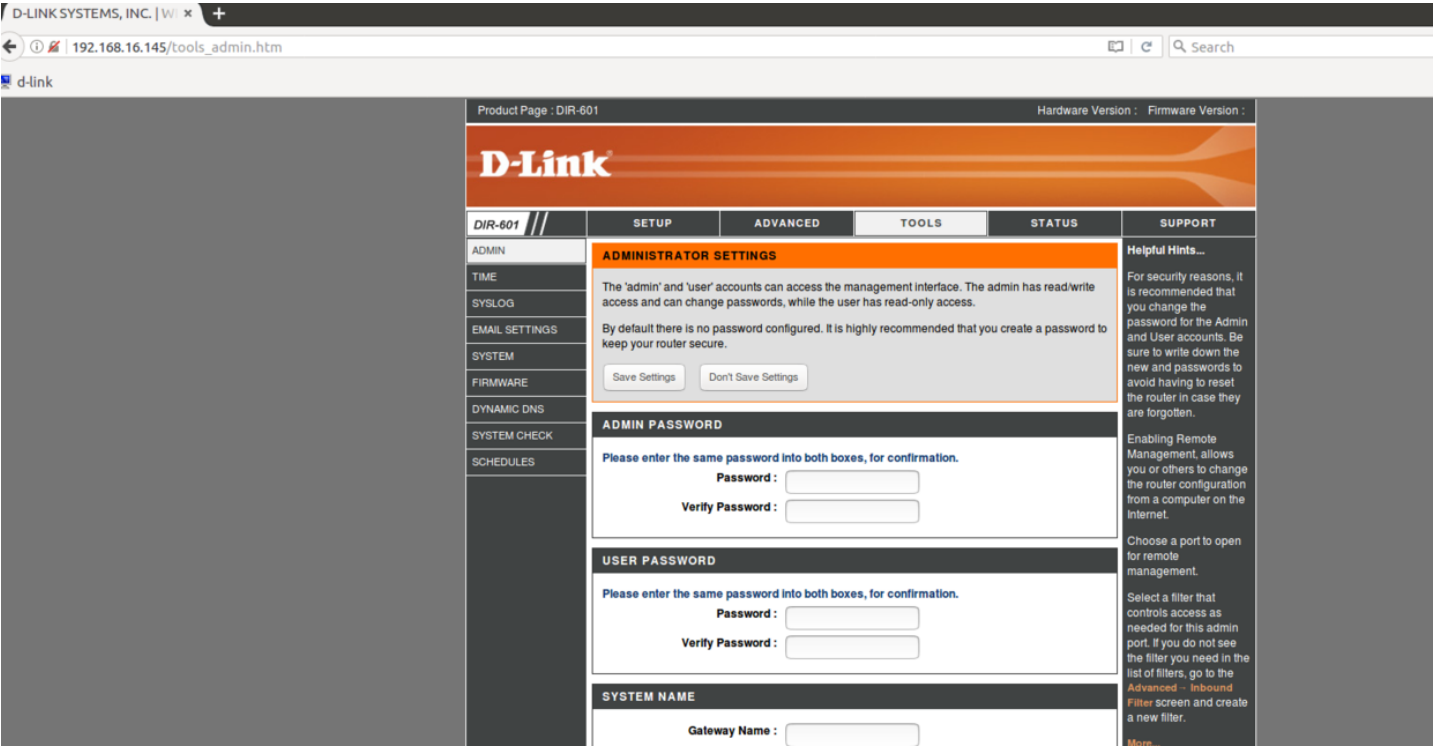 D-LINK SYSTEMS, INC. | W
192.168.16.145/tools_admin.htm
Search
d-link
Product Page : DIR-601
Hardware Version : Firmware Version :
D-Link
DIR-601
SETUP
ADVANCED
TOOLS
STATUS
SUPPORT
ADMIN
TIME
SYSLOG
EMAIL SETTINGS
SYSTEM
FIRMWARE
DYNAMIC DNS
SYSTEM CHECK
SCHEDULES
ADMINISTRATOR SETTINGS
The 'admin' and 'user' accounts can access the management interface. The admin has read/write
access and can change passwords, while the user has read-only access.
By default there is no password configured. It is highly recommended that you create a password to
keep your router secure.
Save Settings
Don't Save Settings
ADMIN PASSWORD
Please enter the same password into both boxes, for confirmation.
Password :
Verify Password :
USER PASSWORD
Please enter the same password into both boxes, for confirmation.
Password :
Verify Password :
SYSTEM NAME
Gateway Name :
Helpful Hints...
For security reasons, it
is recommended that
you change the
password for the Admin
and User accounts. Be
sure to write down the
new and passwords to
avoid having to reset
the router in case they
are forgotten.
Enabling Remote
Management, allows
you or others to change
the router configuration
from a computer on the
Internet.
Choose a port to open
for remote
management.
Select a filter that
controls access as
needed for this admin
port. If you do not see
the filter you need in the
list of filters, go to the
Advanced → Inbound
Filter screen and create
a new filter.
More...